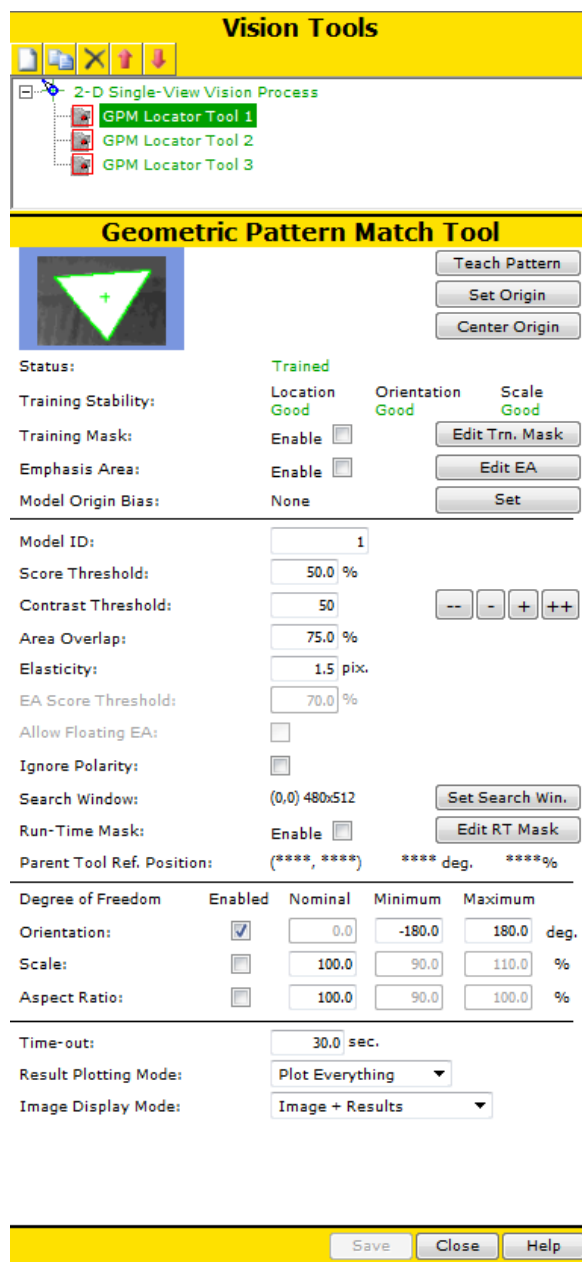 Vision Tools
2-D Single-View Vision Process
GPM Locator Tool 1
GPM Locator Tool 2
GPM Locator Tool 3
Geometric Pattern Match Tool
Teach Pattern
Set Origin
Center Origin
Status: Trained
Training Stability: Location Orientation Scale
Good Good Good
Training Mask: Enable Edit Trn. Mask
Emphasis Area: Enable Edit EA
Model Origin Bias: None Set
Model ID: 1
Score Threshold: 50.0 %
Contrast Threshold: 50 -- - + ++
Area Overlap: 75.0 %
Elasticity: 1.5 pix.
EA Score Threshold: 70.0 %
Allow Floating EA:
Ignore Polarity:
Search Window: (0,0) 480x512 Set Search Win.
Run-Time Mask: Enable Edit RT Mask
Parent Tool Ref. Position: (****, ****) **** deg. ****%
Degree of Freedom Enabled Nominal Minimum Maximum
Orientation: 0.0 -180.0 180.0 deg.
Scale: 100.0 90.0 110.0 %
Aspect Ratio: 100.0 90.0 100.0 %
Time-out: 30.0 sec.
Result Plotting Mode: Plot Everything
Image Display Mode: Image + Results
Save Close Help